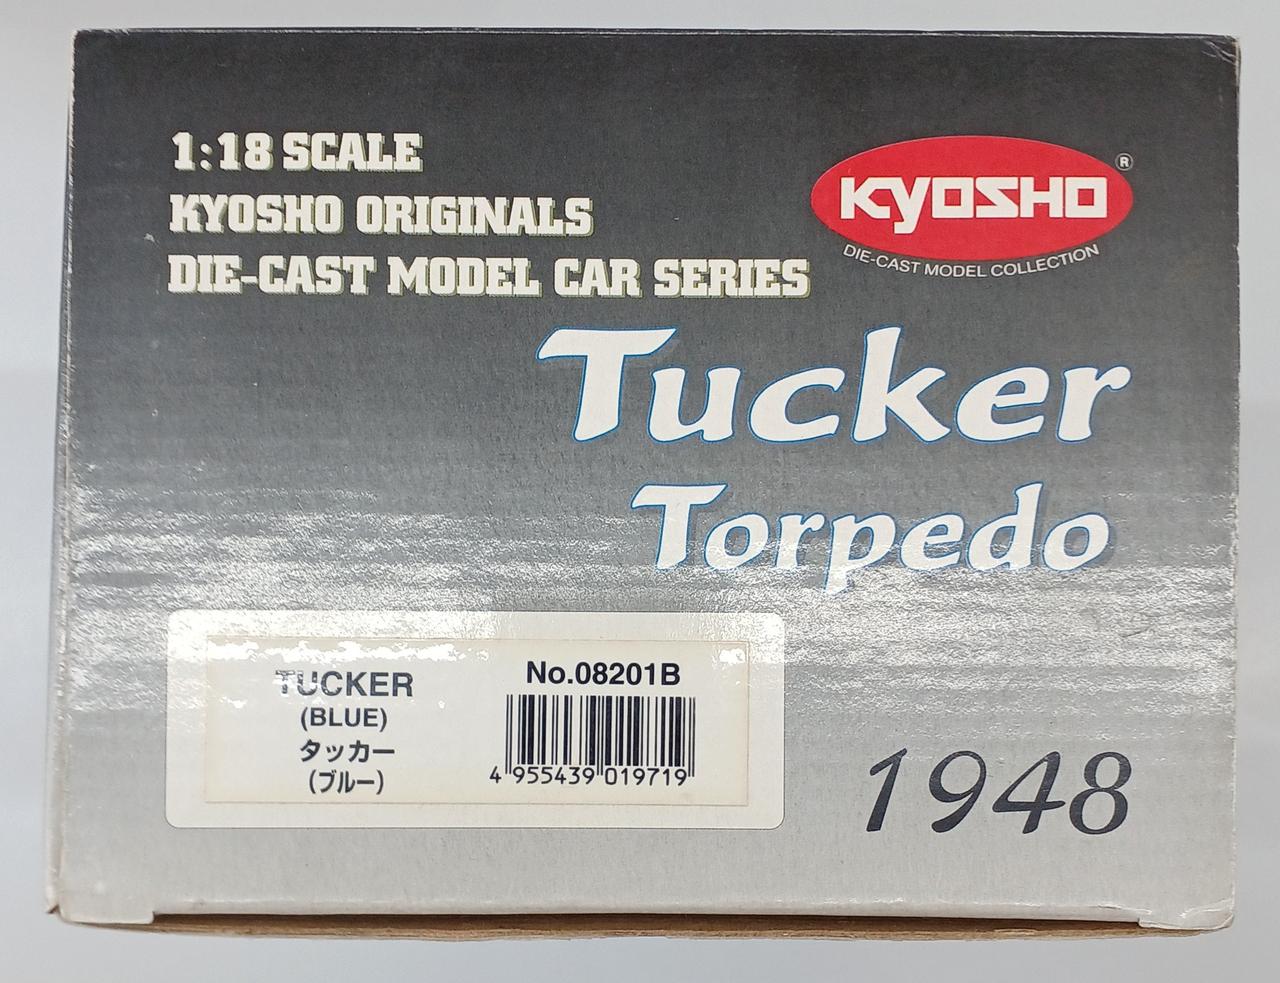 1:18 SCALE
KYOSHO ORIGINALS
DIE-CAST MODEL CAR SERIES
KYOSHO ®
DIE-CAST MODEL COLLECTION
Tucker
Torpedo
TUCKER
(BLUE)
タッカー
(ブルー)
No.08201B
4 955439 019719
1948